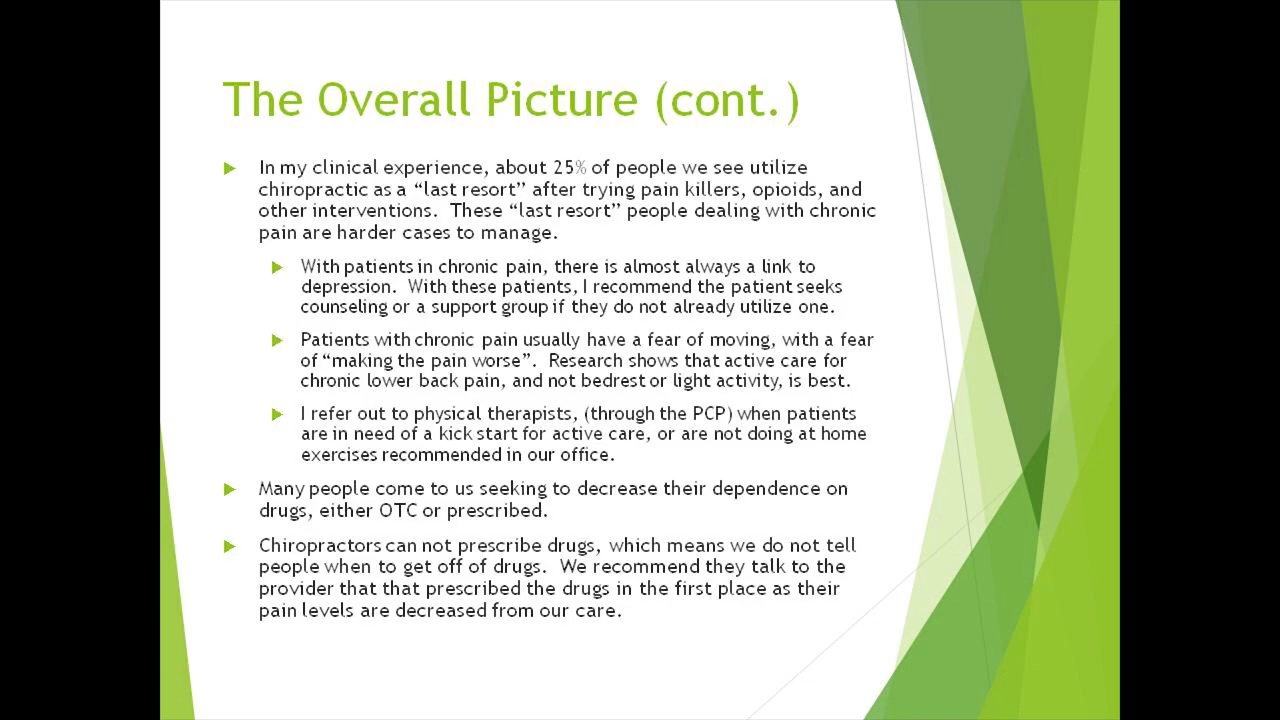 The Overall Picture (cont.)
In my clinical experience, about 25% of people we see utilize
chiropractic as a “last resort” after trying pain killers, opioids, and
other interventions.  These “last resort” people dealing with chronic
pain are harder cases to manage.
With patients in chronic pain, there is almost always a link to
depression.  With these patients, I recommend the patient seeks
counseling or a support group if they do not already utilize one.
Patients with chronic pain usually have a fear of moving, with a fear
of “making the pain worse”.  Research shows that active care for
chronic lower back pain, and not bedrest or light activity, is best.
I refer out to physical therapists, (through the PCP) when patients
are in need of a kick start for active care, or are not doing at home
exercises recommended in our office.
Many people come to us seeking to decrease their dependence on
drugs, either OTC or prescribed.
Chiropractors can not prescribe drugs, which means we do not tell
people when to get off of drugs.  We recommend they talk to the
provider that that prescribed the drugs in the first place as their
pain levels are decreased from our care.